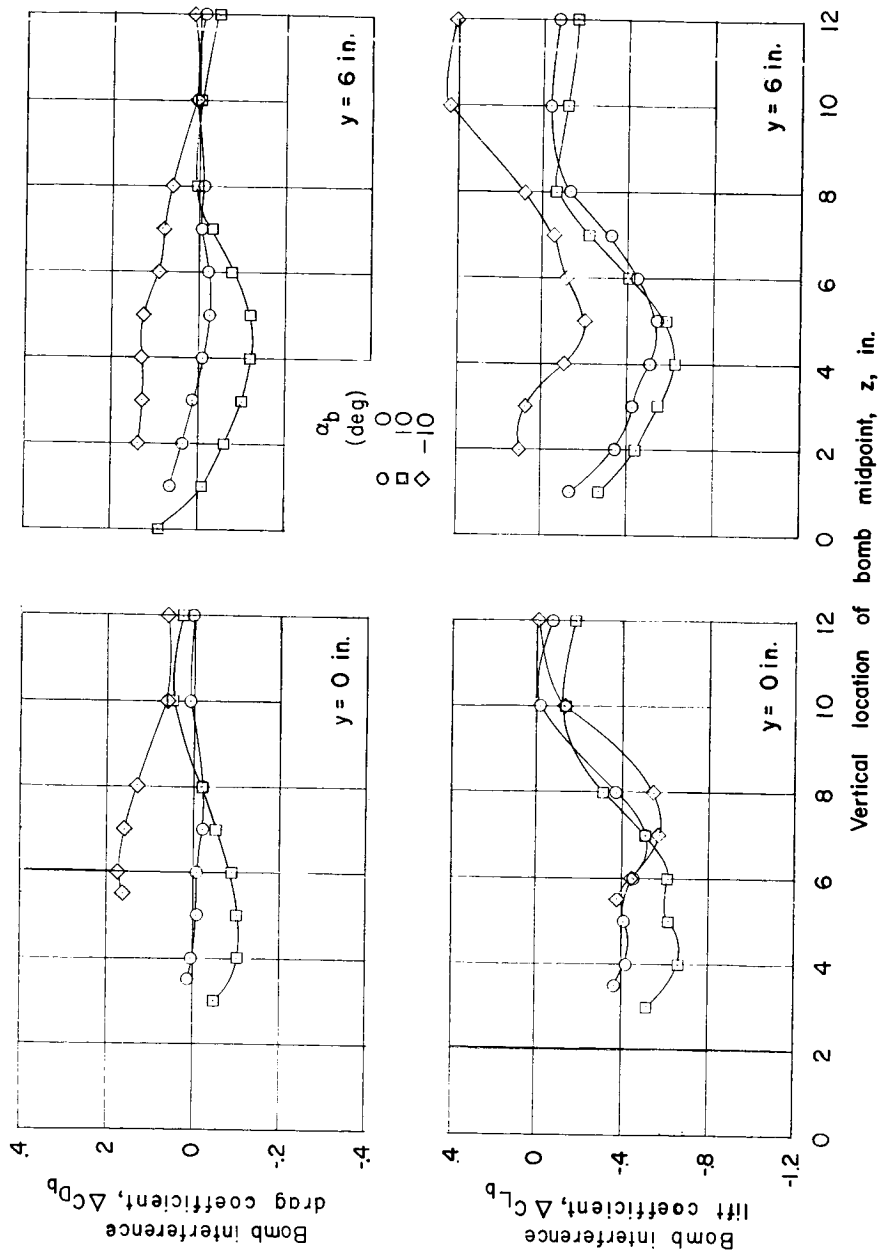 Bomb interference
drag coefficient, ΔC_D_b
.4
.2
0
-.2
-.4
y = 0 in.
y = 6 in.
α_b
(deg)
○ 0
□ 10
◇ -10
Bomb interference
lift coefficient, ΔC_L_b
.4
0
-.4
-.8
-1.2
y = 0 in.
y = 6 in.
0 2 4 6 8 10 12
0 2 4 6 8 10 12
Vertical location of bomb midpoint, z, in.